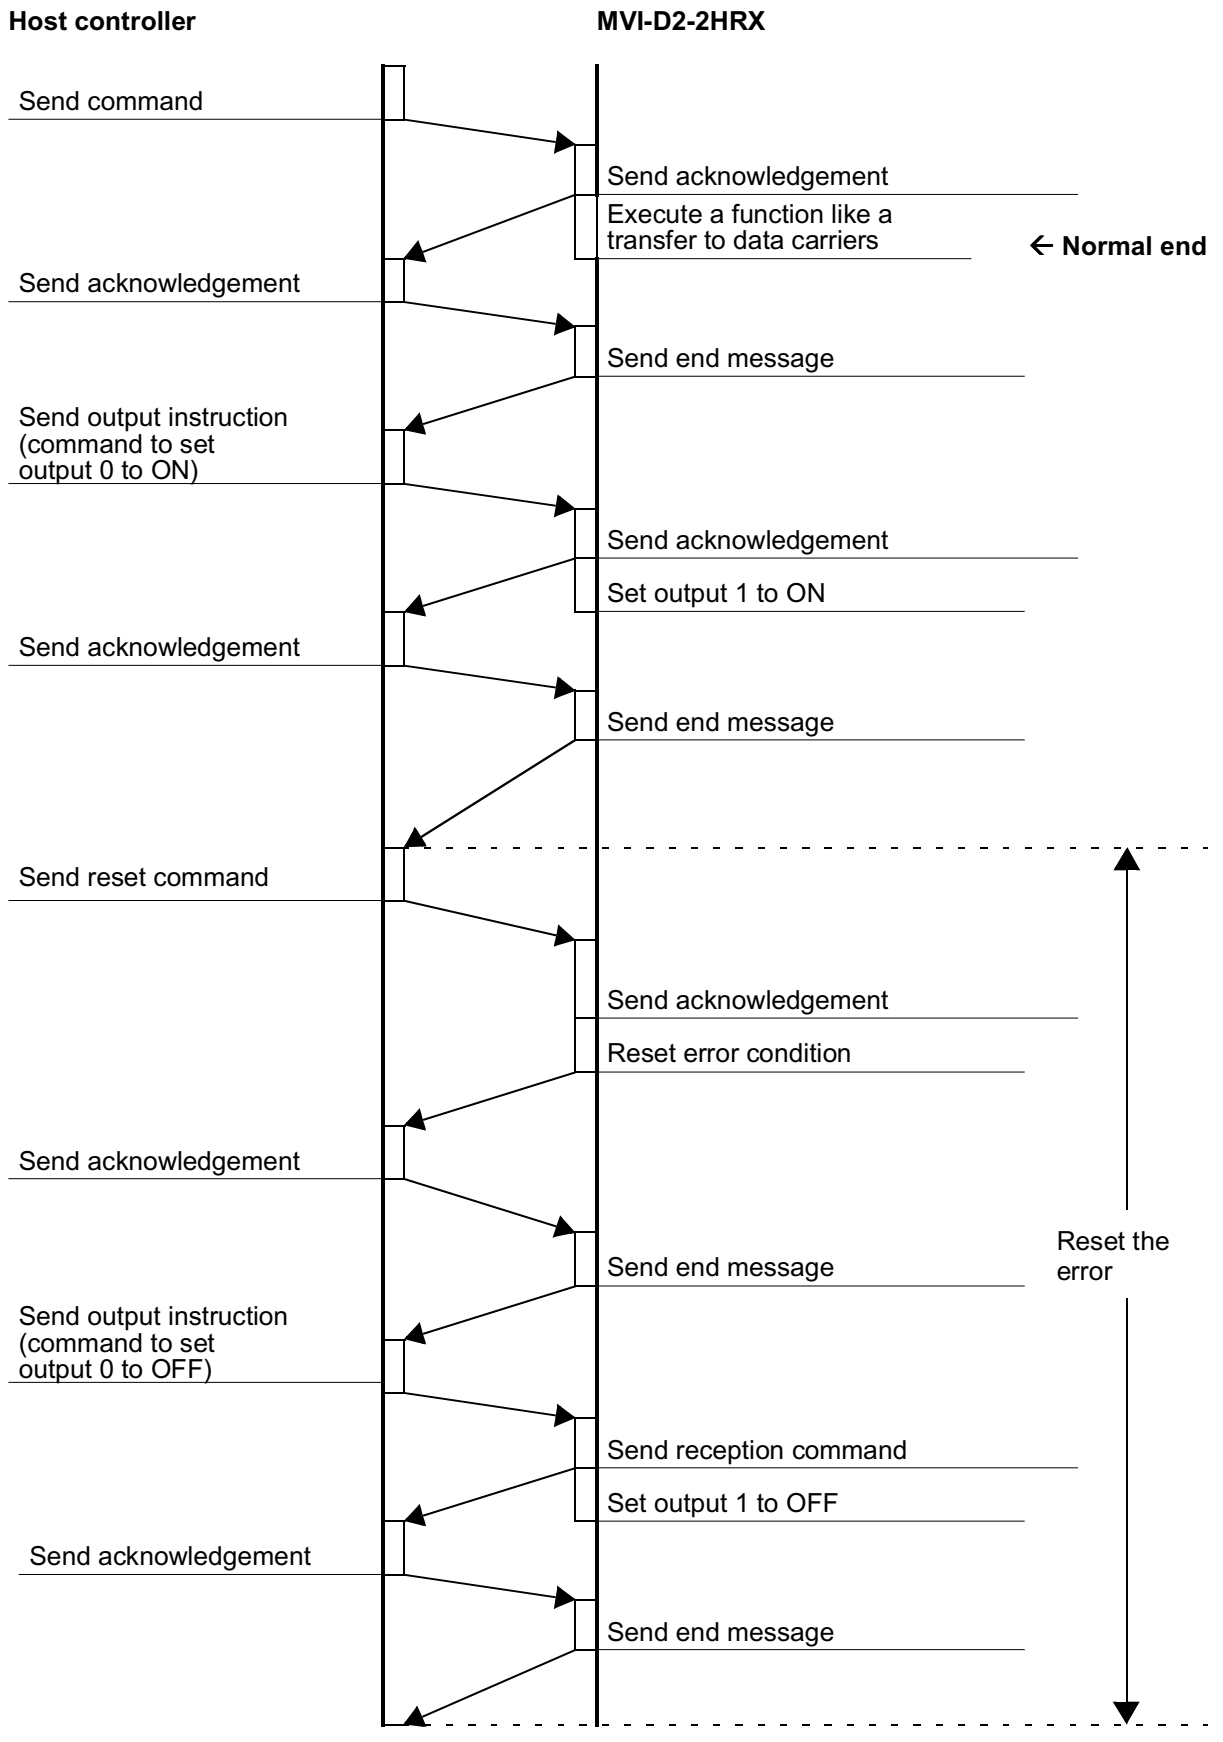 Host controller
MVI-D2-2HRX
Send command
Send acknowledgement
Execute a function like a
transfer to data carriers
← Normal end
Send acknowledgement
Send end message
Send output instruction
(command to set
output 0 to ON)
Send acknowledgement
Set output 1 to ON
Send acknowledgement
Send end message
Send reset command
Send acknowledgement
Reset error condition
Send acknowledgement
Reset the
error
Send end message
Send output instruction
(command to set
output 0 to OFF)
Send reception command
Set output 1 to OFF
Send acknowledgement
Send end message